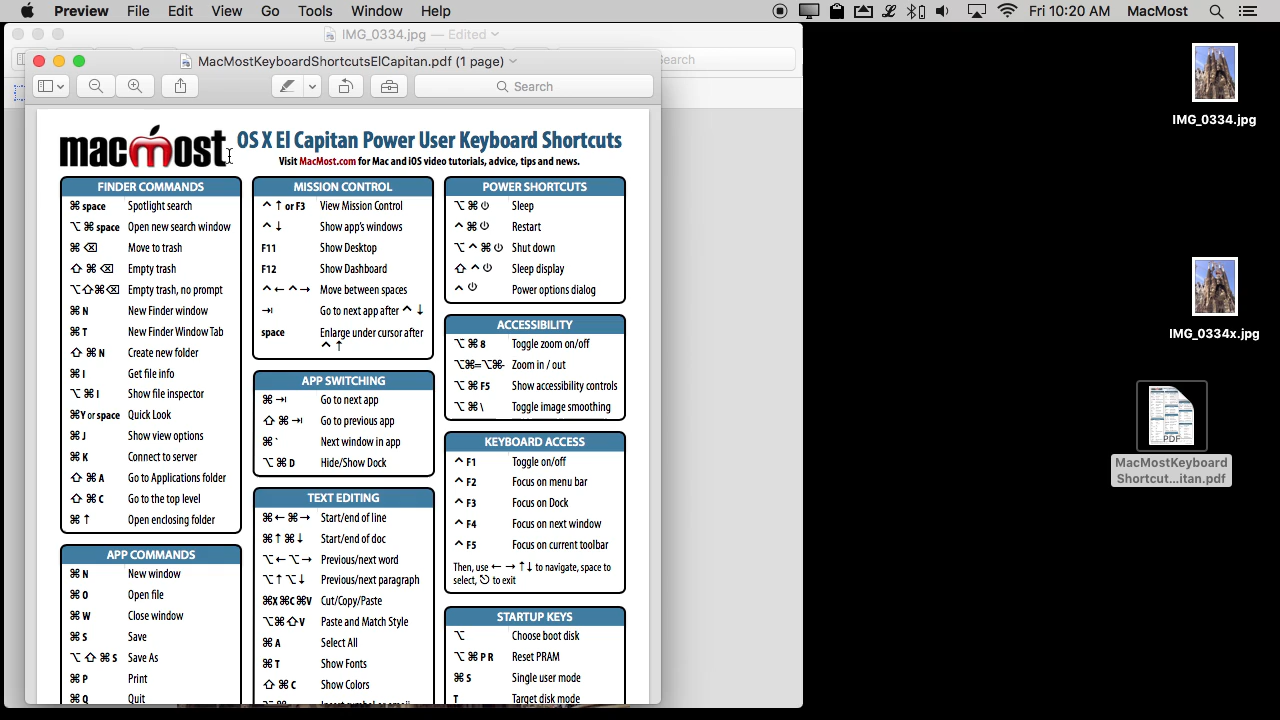 Preview File Edit View Go Tools Window Help Fri 10:20 AM MacMost
IMG_0334.jpg — Edited
Search
MacMostKeyboardShortcutsElCapitan.pdf (1 page)
Search
macmost
OS X El Capitan Power User Keyboard Shortcuts
Visit MacMost.com for Mac and iOS video tutorials, advice, tips and news.
FINDER COMMANDS
⌘ space Spotlight search
⌥ ⌘ space Open new search window
⌘ ⌫ Move to trash
⇧ ⌘ ⌫ Empty trash
⌥⇧⌘⌫ Empty trash, no prompt
⌘ N New Finder window
⌘ T New Finder Window Tab
⇧ ⌘ N Create new folder
⌘ I Get file info
⌥ ⌘ I Show file inspector
⌘Y or space Quick Look
⌘ J Show view options
⌘ K Connect to server
⇧ ⌘ A Go to Applications folder
⇧ ⌘ C Go to the top level
⌘ ↑ Open enclosing folder
APP COMMANDS
⌘ N New window
⌘ O Open file
⌘ W Close window
⌘ S Save
⌥ ⇧ ⌘ S Save As
⌘ P Print
⌘ Q Quit
MISSION CONTROL
^ ↑ or F3 View Mission Control
^ ↓ Show app's windows
F11 Show Desktop
F12 Show Dashboard
^ ← ^ → Move between spaces
⇥ Go to next app after ^ ↓
space Enlarge under cursor after
^ ↑
APP SWITCHING
⌘ ⇥ Go to next app
⇧ ⌘ ⇥ Go to previous app
⌘ ` Next window in app
⌥ ⌘ D Hide/Show Dock
TEXT EDITING
⌘ ← ⌘ → Start/end of line
⌘ ↑ ⌘ ↓ Start/end of doc
⌥ ← ⌥ → Previous/next word
⌥ ↑ ⌥ ↓ Previous/next paragraph
⌘X ⌘C ⌘V Cut/Copy/Paste
⌥⌘⇧V Paste and Match Style
⌘ A Select All
⌘ T Show Fonts
⇧ ⌘ C Show Colors
POWER SHORTCUTS
⌥ ⌘ ⏻ Sleep
^ ⌘ ⏻ Restart
⌥ ^ ⌘ ⏻ Shut down
⇧ ^ ⏻ Sleep display
^ ⏻ Power options dialog
ACCESSIBILITY
⌥ ⌘ 8 Toggle zoom on/off
⌥⌘= ⌥⌘- Zoom in / out
⌥ ⌘ F5 Show accessibility controls
⌥ ⌘ \ Toggle image smoothing
KEYBOARD ACCESS
^ F1 Toggle on/off
^ F2 Focus on menu bar
^ F3 Focus on Dock
^ F4 Focus on next window
^ F5 Focus on current toolbar
Then, use ← → ↑↓ to navigate, space to
select, ⎋ to exit
STARTUP KEYS
⌥ Choose boot disk
⌥ ⌘ P R Reset PRAM
⌘ S Single user mode
T Target disk mode
IMG_0334.jpg
IMG_0334x.jpg
PDF
MacMostKeyboard
Shortcut...itan.pdf